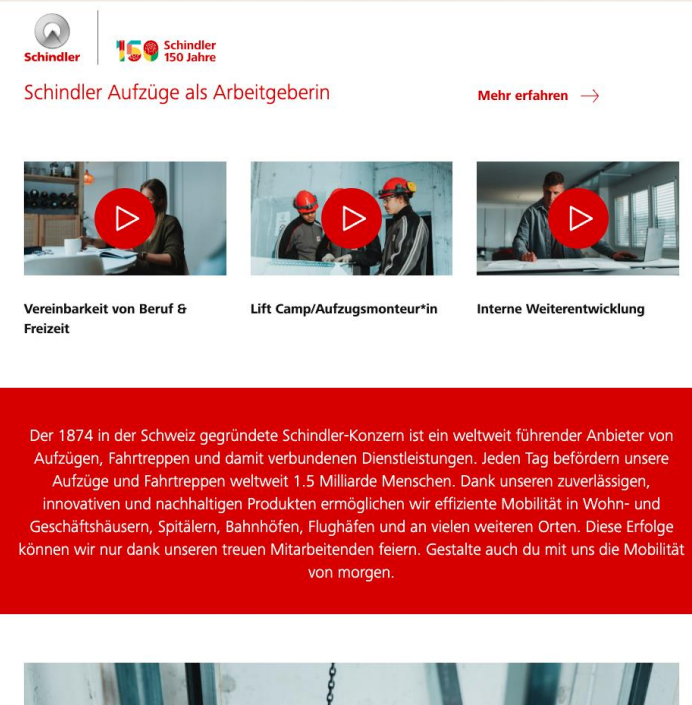 Schindler
150
Schindler
150 Jahre
Schindler Aufzüge als Arbeitgeberin
Mehr erfahren
Vereinbarkeit von Beruf &
Freizeit
Lift Camp/Aufzugsmonteur*in
Interne Weiterentwicklung
Der 1874 in der Schweiz gegründete Schindler-Konzern ist ein weltweit führender Anbieter von
Aufzügen, Fahrtreppen und damit verbundenen Dienstleistungen. Jeden Tag befördern unsere
Aufzüge und Fahrtreppen weltweit 1.5 Milliarde Menschen. Dank unseren zuverlässigen,
innovativen und nachhaltigen Produkten ermöglichen wir effiziente Mobilität in Wohn- und
Geschäftshäusern, Spitälern, Bahnhöfen, Flughäfen und an vielen weiteren Orten. Diese Erfolge
können wir nur dank unseren treuen Mitarbeitenden feiern. Gestalte auch du mit uns die Mobilität
von morgen.